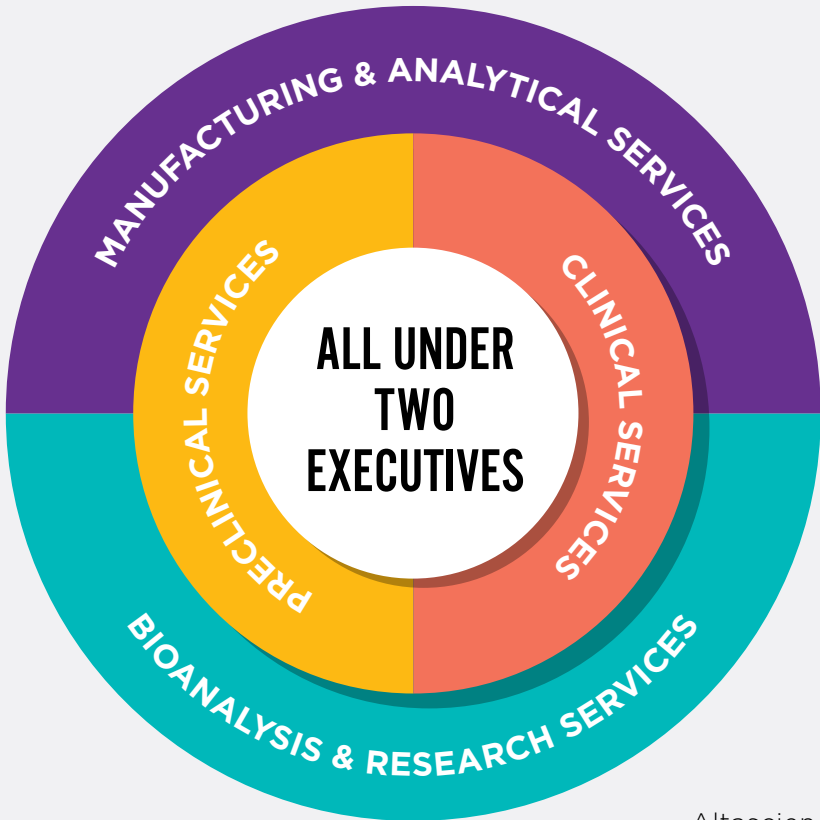 MANUFACTURING & ANALYTICAL SERVICES
PRECLINICAL SERVICES
CLINICAL SERVICES
ALL UNDER
TWO
EXECUTIVES
BIOANALYSIS & RESEARCH SERVICES